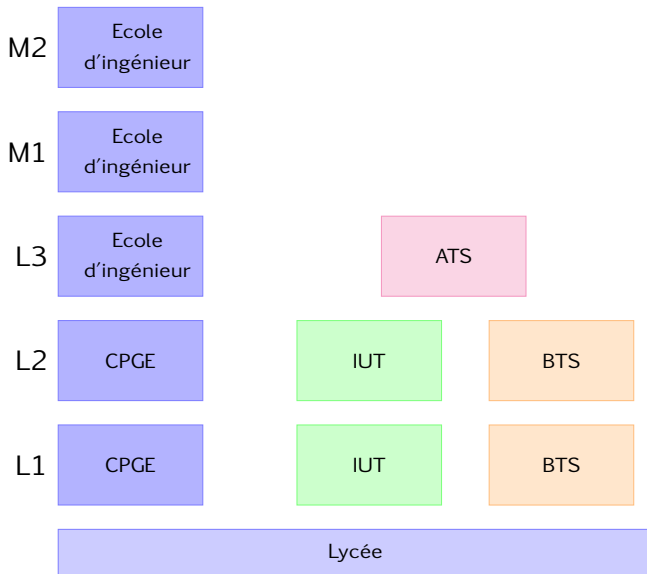 M2
Ecole
d'ingénieur
M1
Ecole
d'ingénieur
L3
Ecole
d'ingénieur
ATS
L2
CPGE
IUT
BTS
L1
CPGE
IUT
BTS
Lycée